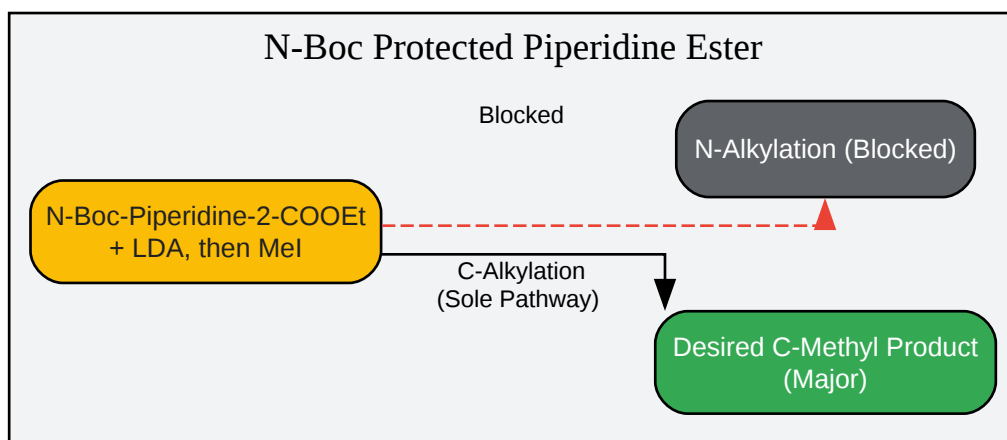 N-Boc Protected Piperidine Ester
Blocked
N-Alkylation (Blocked)
N-Boc-Piperidine-2-COOEt
+ LDA, then MeI
C-Alkylation
(Sole Pathway)
Desired C-Methyl Product
(Major)